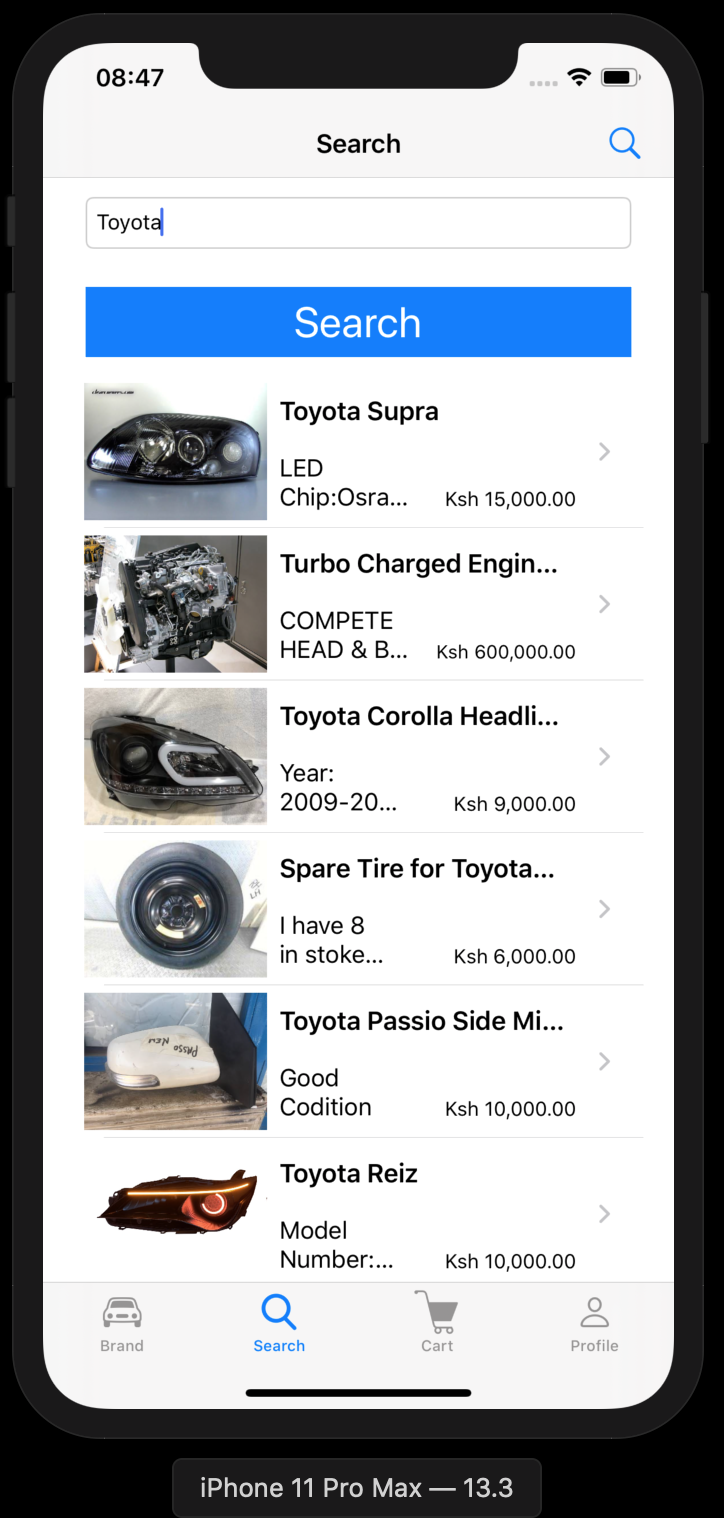 08:47
Search
Toyota
Search
Toyota Supra
LED
Chip:Osra...
Ksh 15,000.00
Turbo Charged Engin...
COMPETE
HEAD & B...
Ksh 600,000.00
Toyota Corolla Headli...
Year:
2009-20...
Ksh 9,000.00
Spare Tire for Toyota...
I have 8
in stoke...
Ksh 6,000.00
PASSO NEW
Toyota Passio Side Mi...
Good
Codition
Ksh 10,000.00
Toyota Reiz
Model
Number:...
Ksh 10,000.00
Brand
Search
Cart
Profile
iPhone 11 Pro Max — 13.3